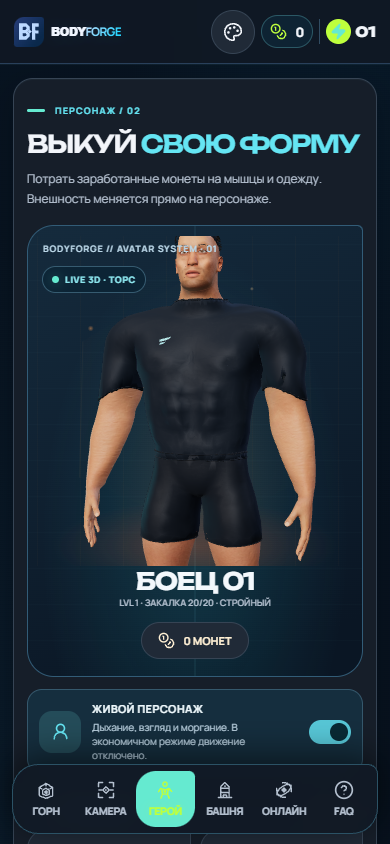 BF BODYFORGE
0
01
ПЕРСОНАЖ / 02
ВЫКУЙ СВОЮ ФОРМУ
Потрать заработанные монеты на мышцы и одежду.
Внешность меняется прямо на персонаже.
BODYFORGE // AVATAR SYSTEM_01
LIVE 3D · ТОРС
БОЕЦ 01
LVL 1 · ЗАКАЛКА 20/20 · СТРОЙНЫЙ
0 МОНЕТ
ЖИВОЙ ПЕРСОНАЖ
Дыхание, взгляд и моргание. В
экономичном режиме движение
отключено.
ГОРН
КАМЕРА
ГЕРОЙ
БАШНЯ
ОНЛАЙН
FAQ